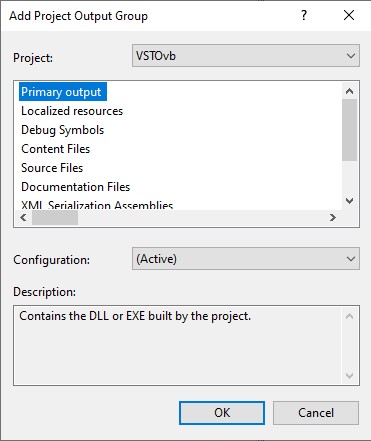 Add Project Output Group
Project:
VSTOvb
Primary output
Localized resources
Debug Symbols
Content Files
Source Files
Documentation Files
XML Serialization Assemblies
Configuration:
(Active)
Description:
Contains the DLL or EXE built by the project.
OK
Cancel